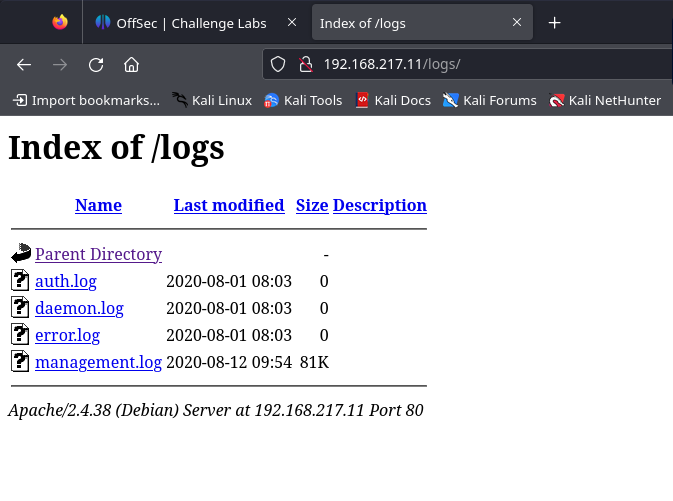 OffSec | Challenge Labs
Index of /logs
192.168.217.11/logs/
Import bookmarks... Kali Linux Kali Tools Kali Docs Kali Forums Kali NetHunter
Index of /logs
Name Last modified Size Description
Parent Directory -
auth.log 2020-08-01 08:03 0
daemon.log 2020-08-01 08:03 0
error.log 2020-08-01 08:03 0
management.log 2020-08-12 09:54 81K
Apache/2.4.38 (Debian) Server at 192.168.217.11 Port 80